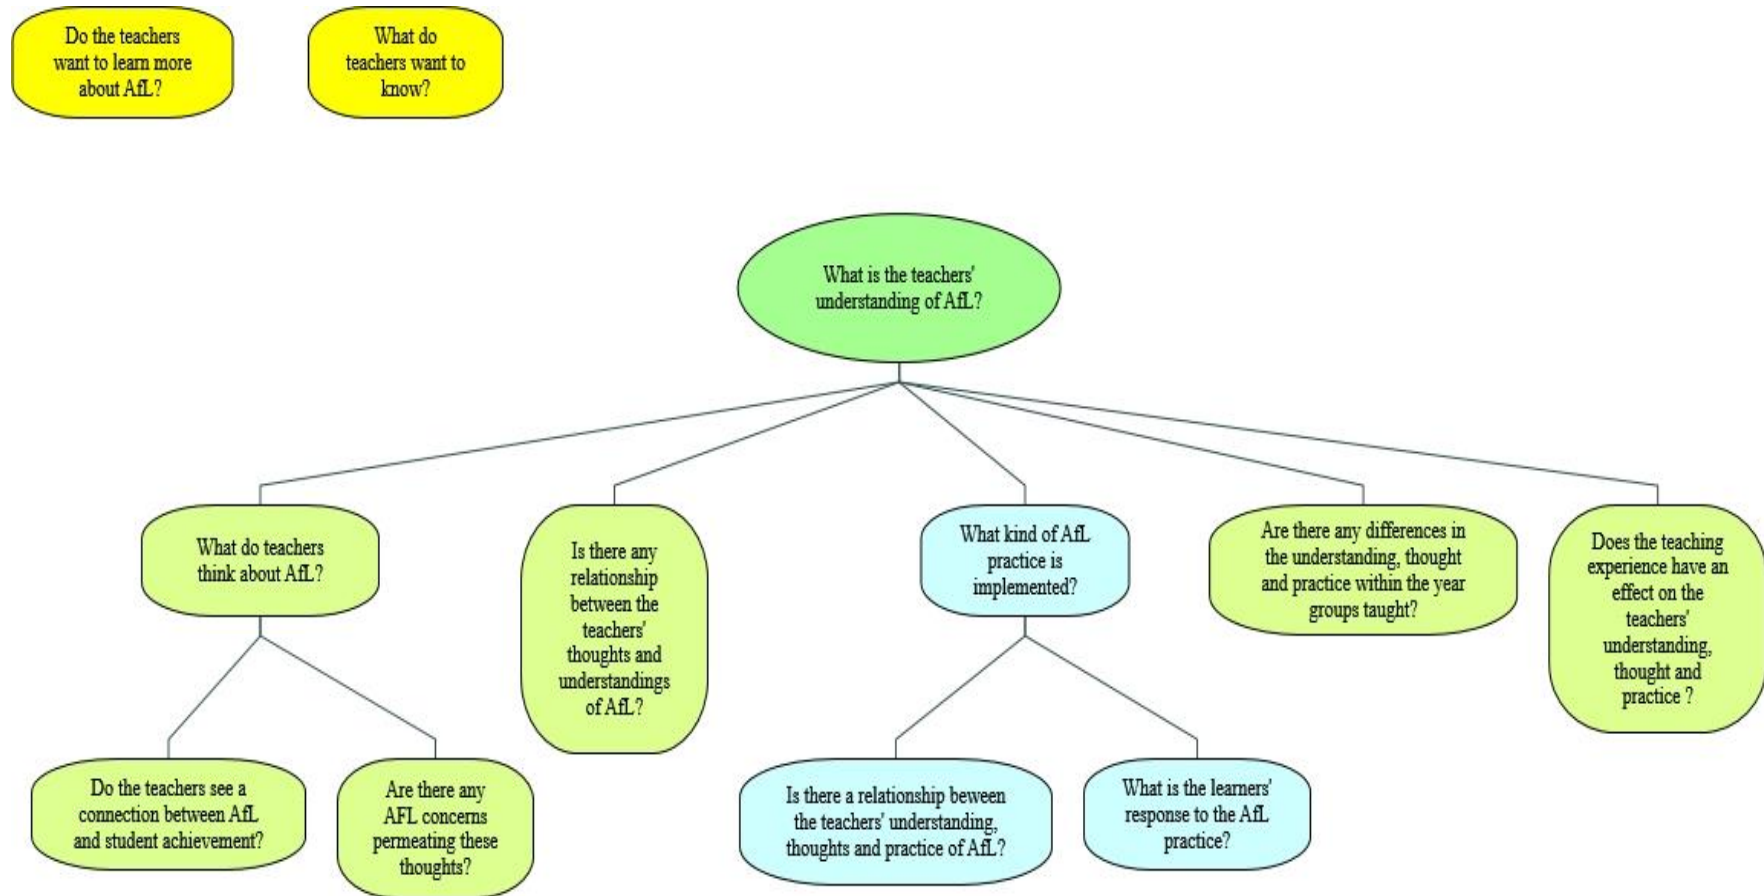 Do the teachers
want to learn more
about AfL?
What do
teachers want to
know?
What is the teachers'
understanding of AfL?
What do teachers
think about AfL?
Is there any
relationship
between the
teachers'
thoughts and
understandings
of AfL?
What kind of AfL
practice is
implemented?
Are there any differences in
the understanding, thought
and practice within the year
groups taught?
Does the teaching
experience have an
effect on the
teachers'
understanding,
thought and
practice ?
Do the teachers see a
connection between AfL
and student achievement?
Are there any
AFL concerns
permeating these
thoughts?
Is there a relationship beween
the teachers' understanding,
thoughts and practice of AfL?
What is the learners'
response to the AfL
practice?